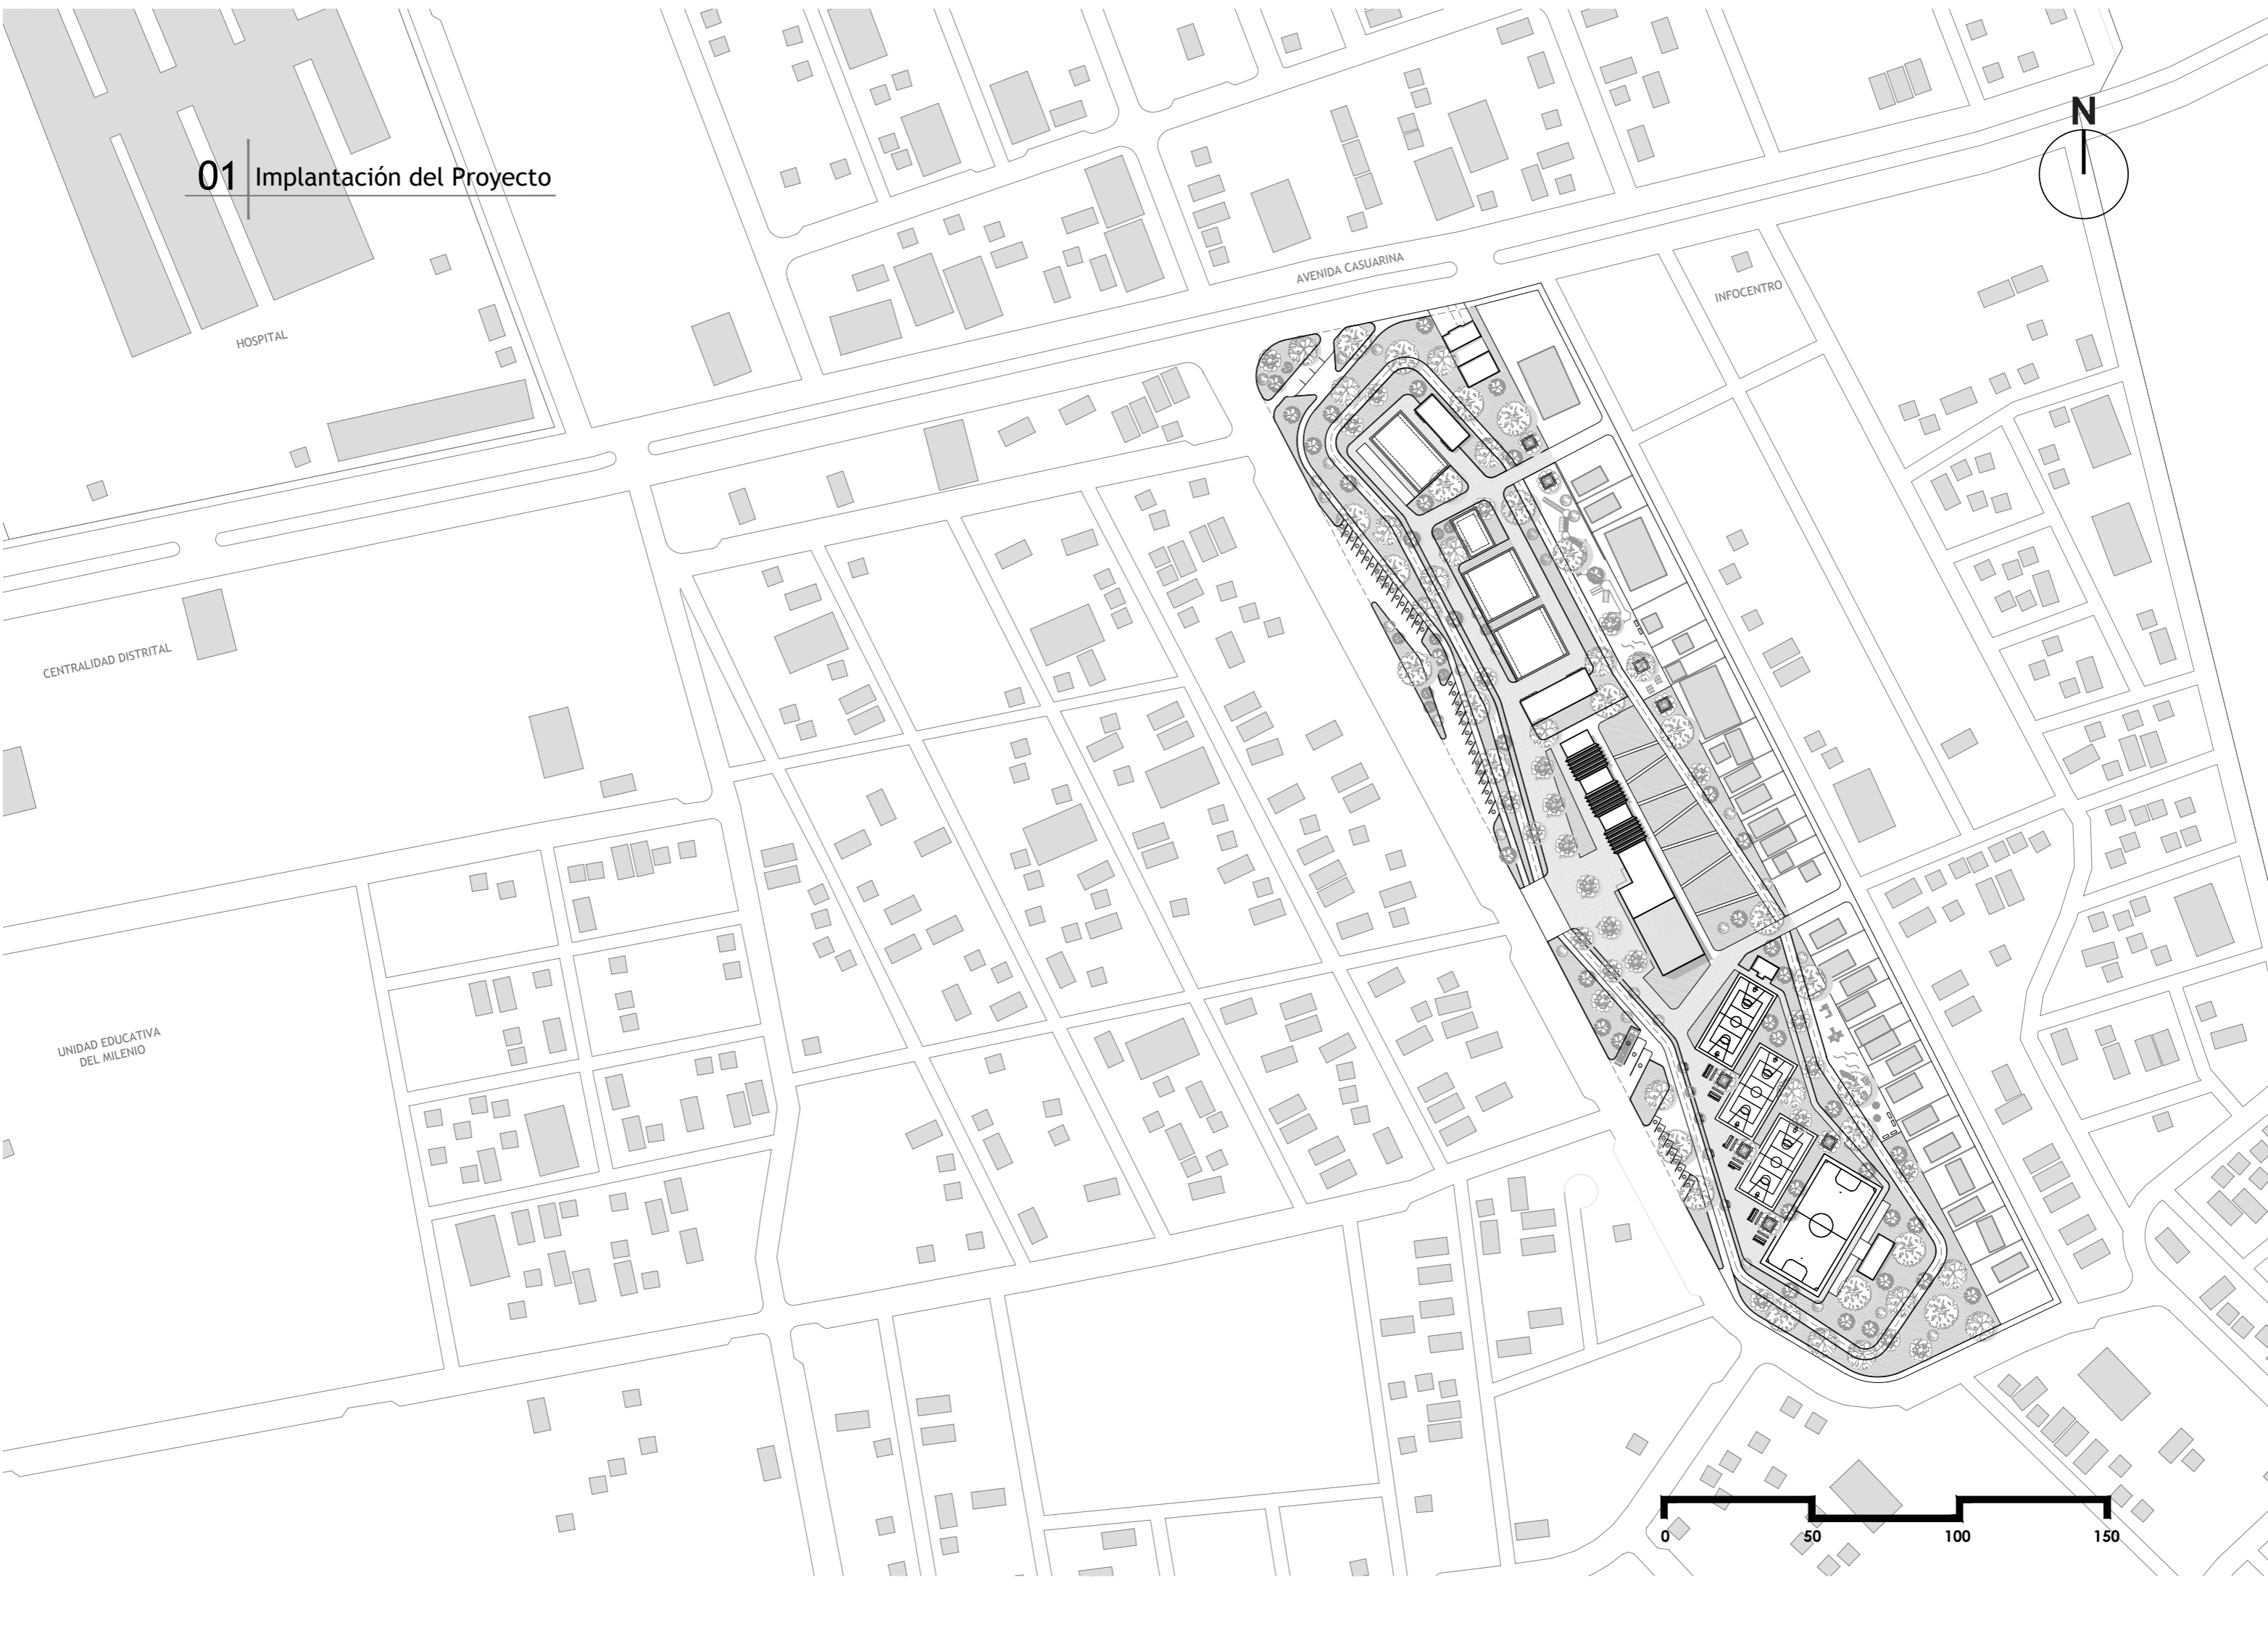 N
01 Implantación del Proyecto
AVENIDA CASUARINA
INFOCENTRO
HOSPITAL
CENTRALIDAD DISTRITAL
UNIDAD EDUCATIVA
DEL MILENIO
0 50 100 150